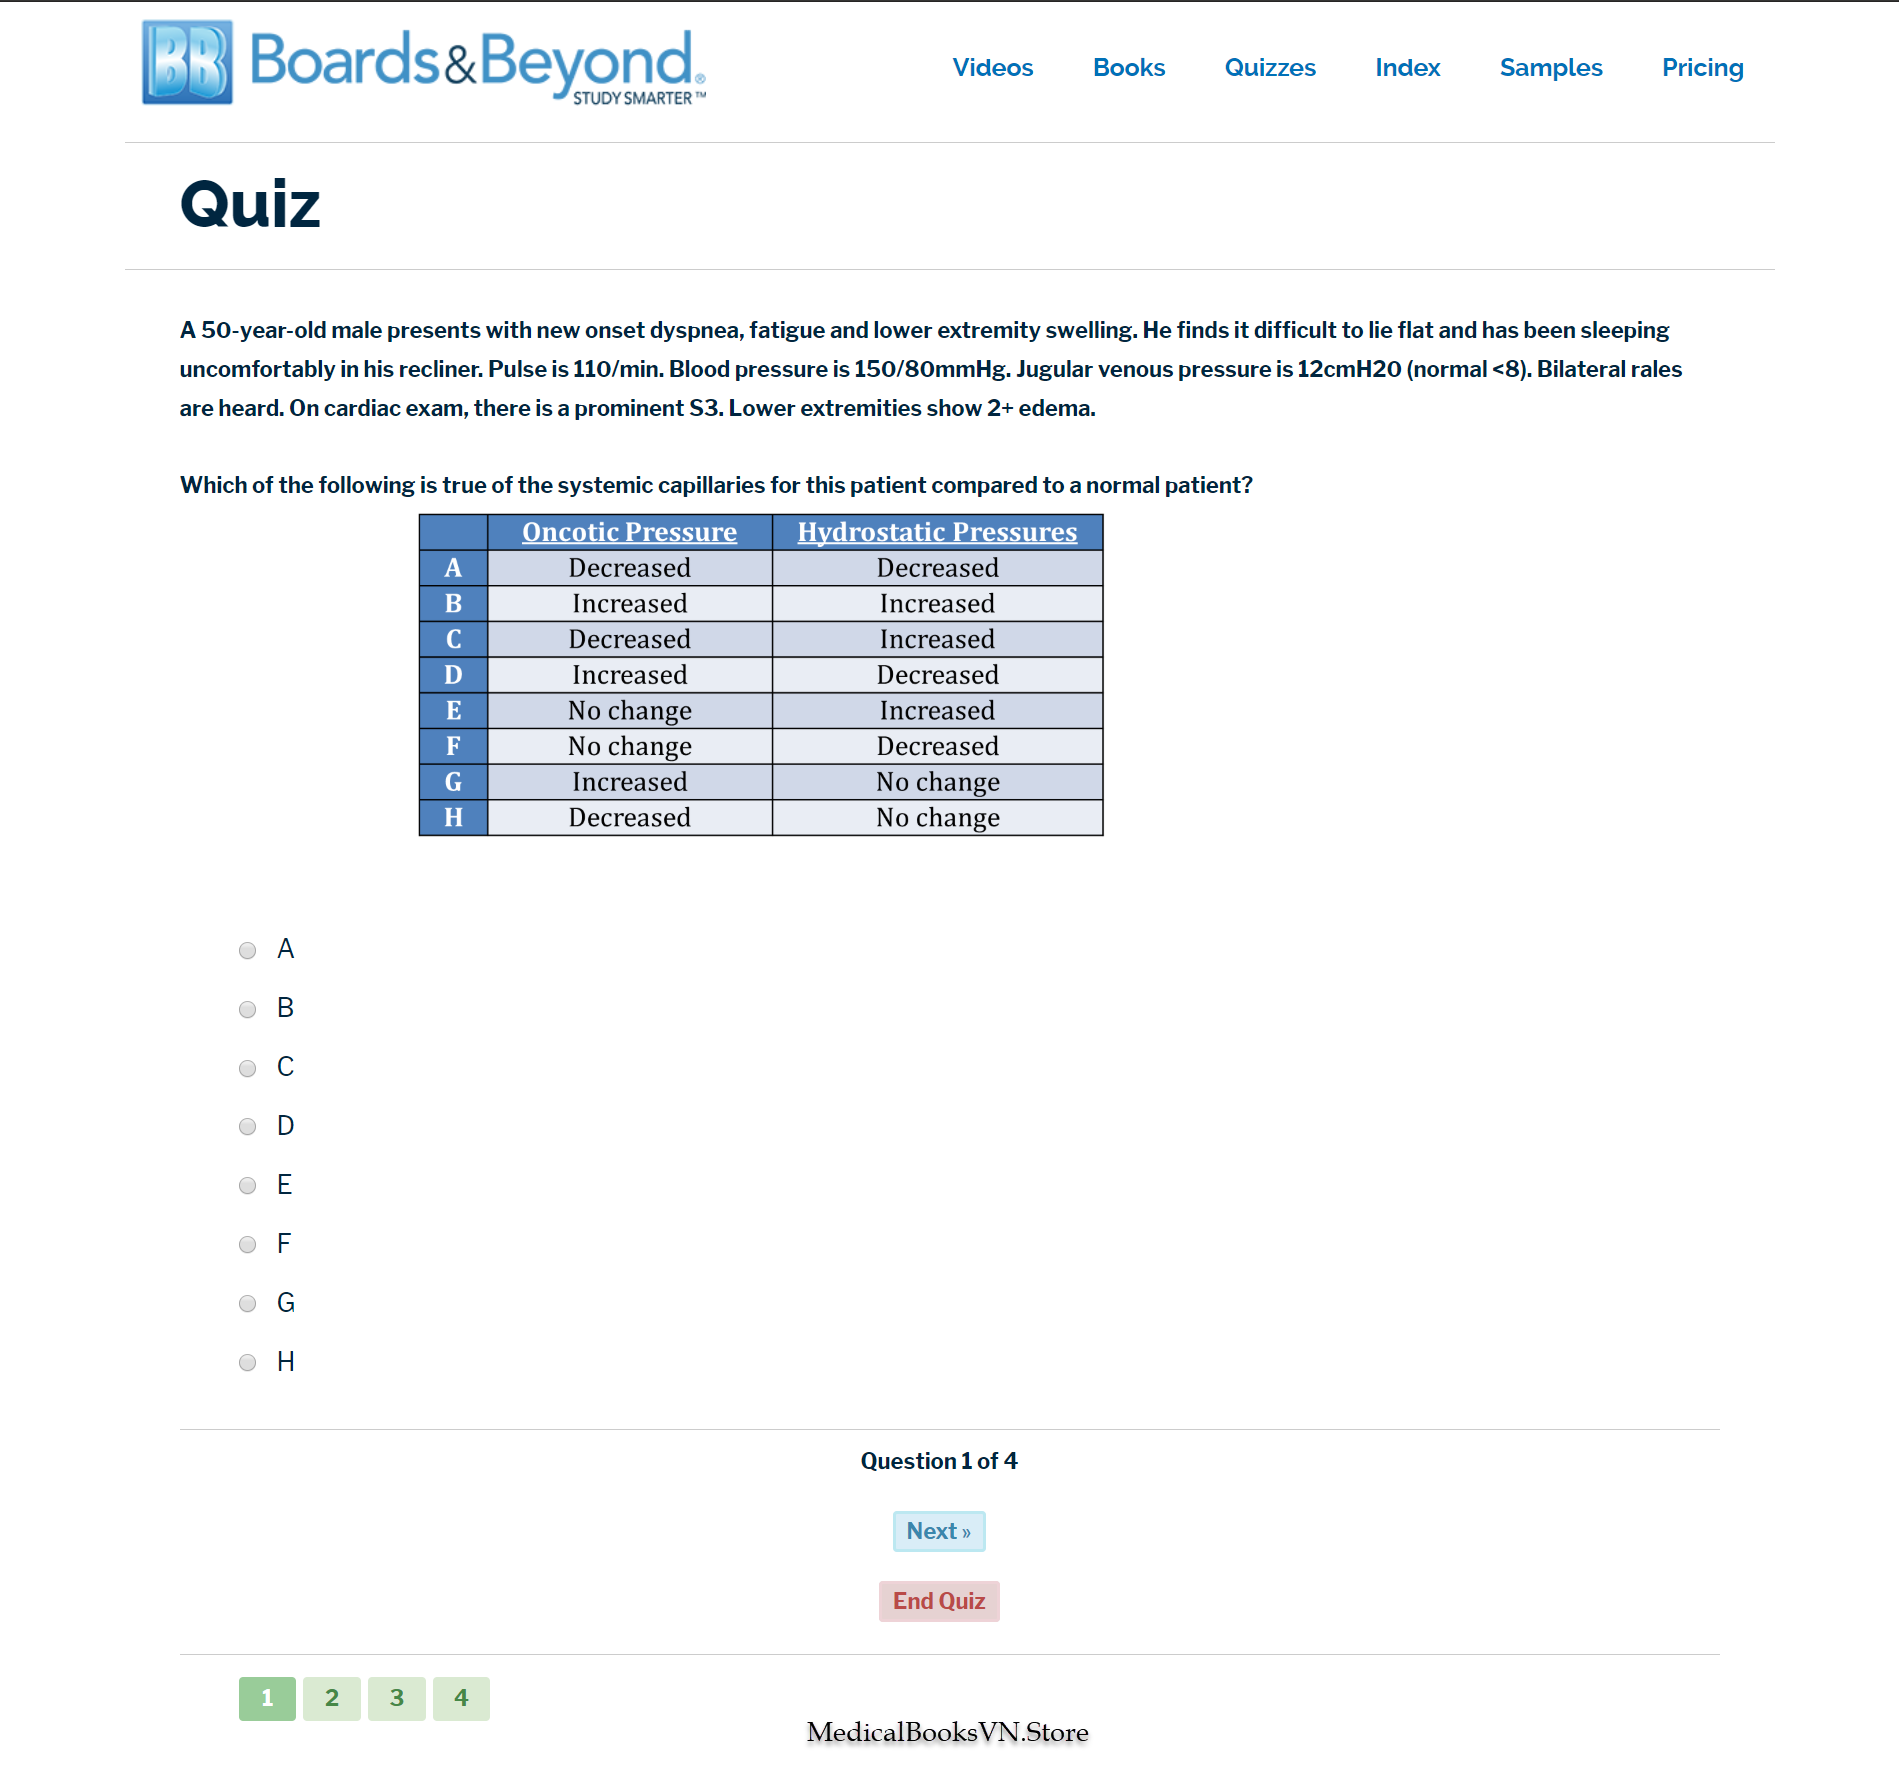 BB Boards&Beyond.® STUDY SMARTER™
Videos Books Quizzes Index Samples Pricing
Quiz
A 50-year-old male presents with new onset dyspnea, fatigue and lower extremity swelling. He finds it difficult to lie flat and has been sleeping
uncomfortably in his recliner. Pulse is 110/min. Blood pressure is 150/80mmHg. Jugular venous pressure is 12cmH20 (normal <8). Bilateral rales
are heard. On cardiac exam, there is a prominent S3. Lower extremities show 2+ edema.
Which of the following is true of the systemic capillaries for this patient compared to a normal patient?
Oncotic Pressure Hydrostatic Pressures
A Decreased Decreased
B Increased Increased
C Decreased Increased
D Increased Decreased
E No change Increased
F No change Decreased
G Increased No change
H Decreased No change
A
B
C
D
E
F
G
H
Question 1 of 4
Next »
End Quiz
1 2 3 4
MedicalBooksVN.Store